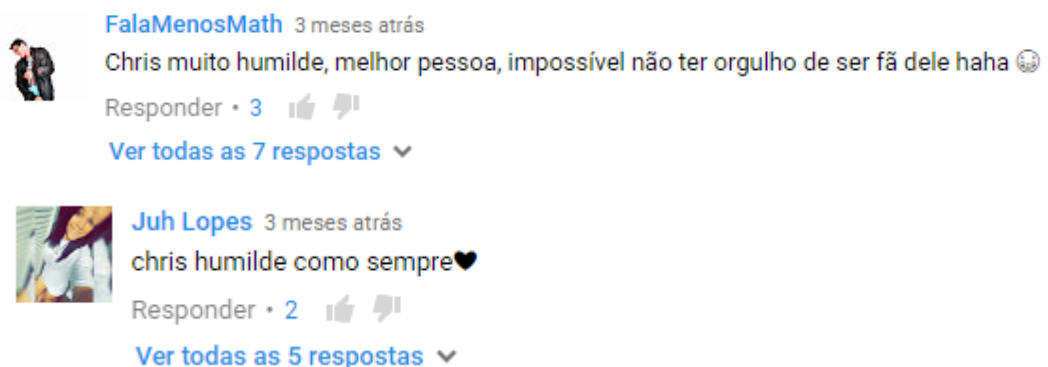 FalaMenosMath 3 meses atrás
Chris muito humilde, melhor pessoa, impossível não ter orgulho de ser fã dele haha 😂
Responder • 3
Ver todas as 7 respostas
Juh Lopes 3 meses atrás
chris humilde como sempre♥
Responder • 2
Ver todas as 5 respostas